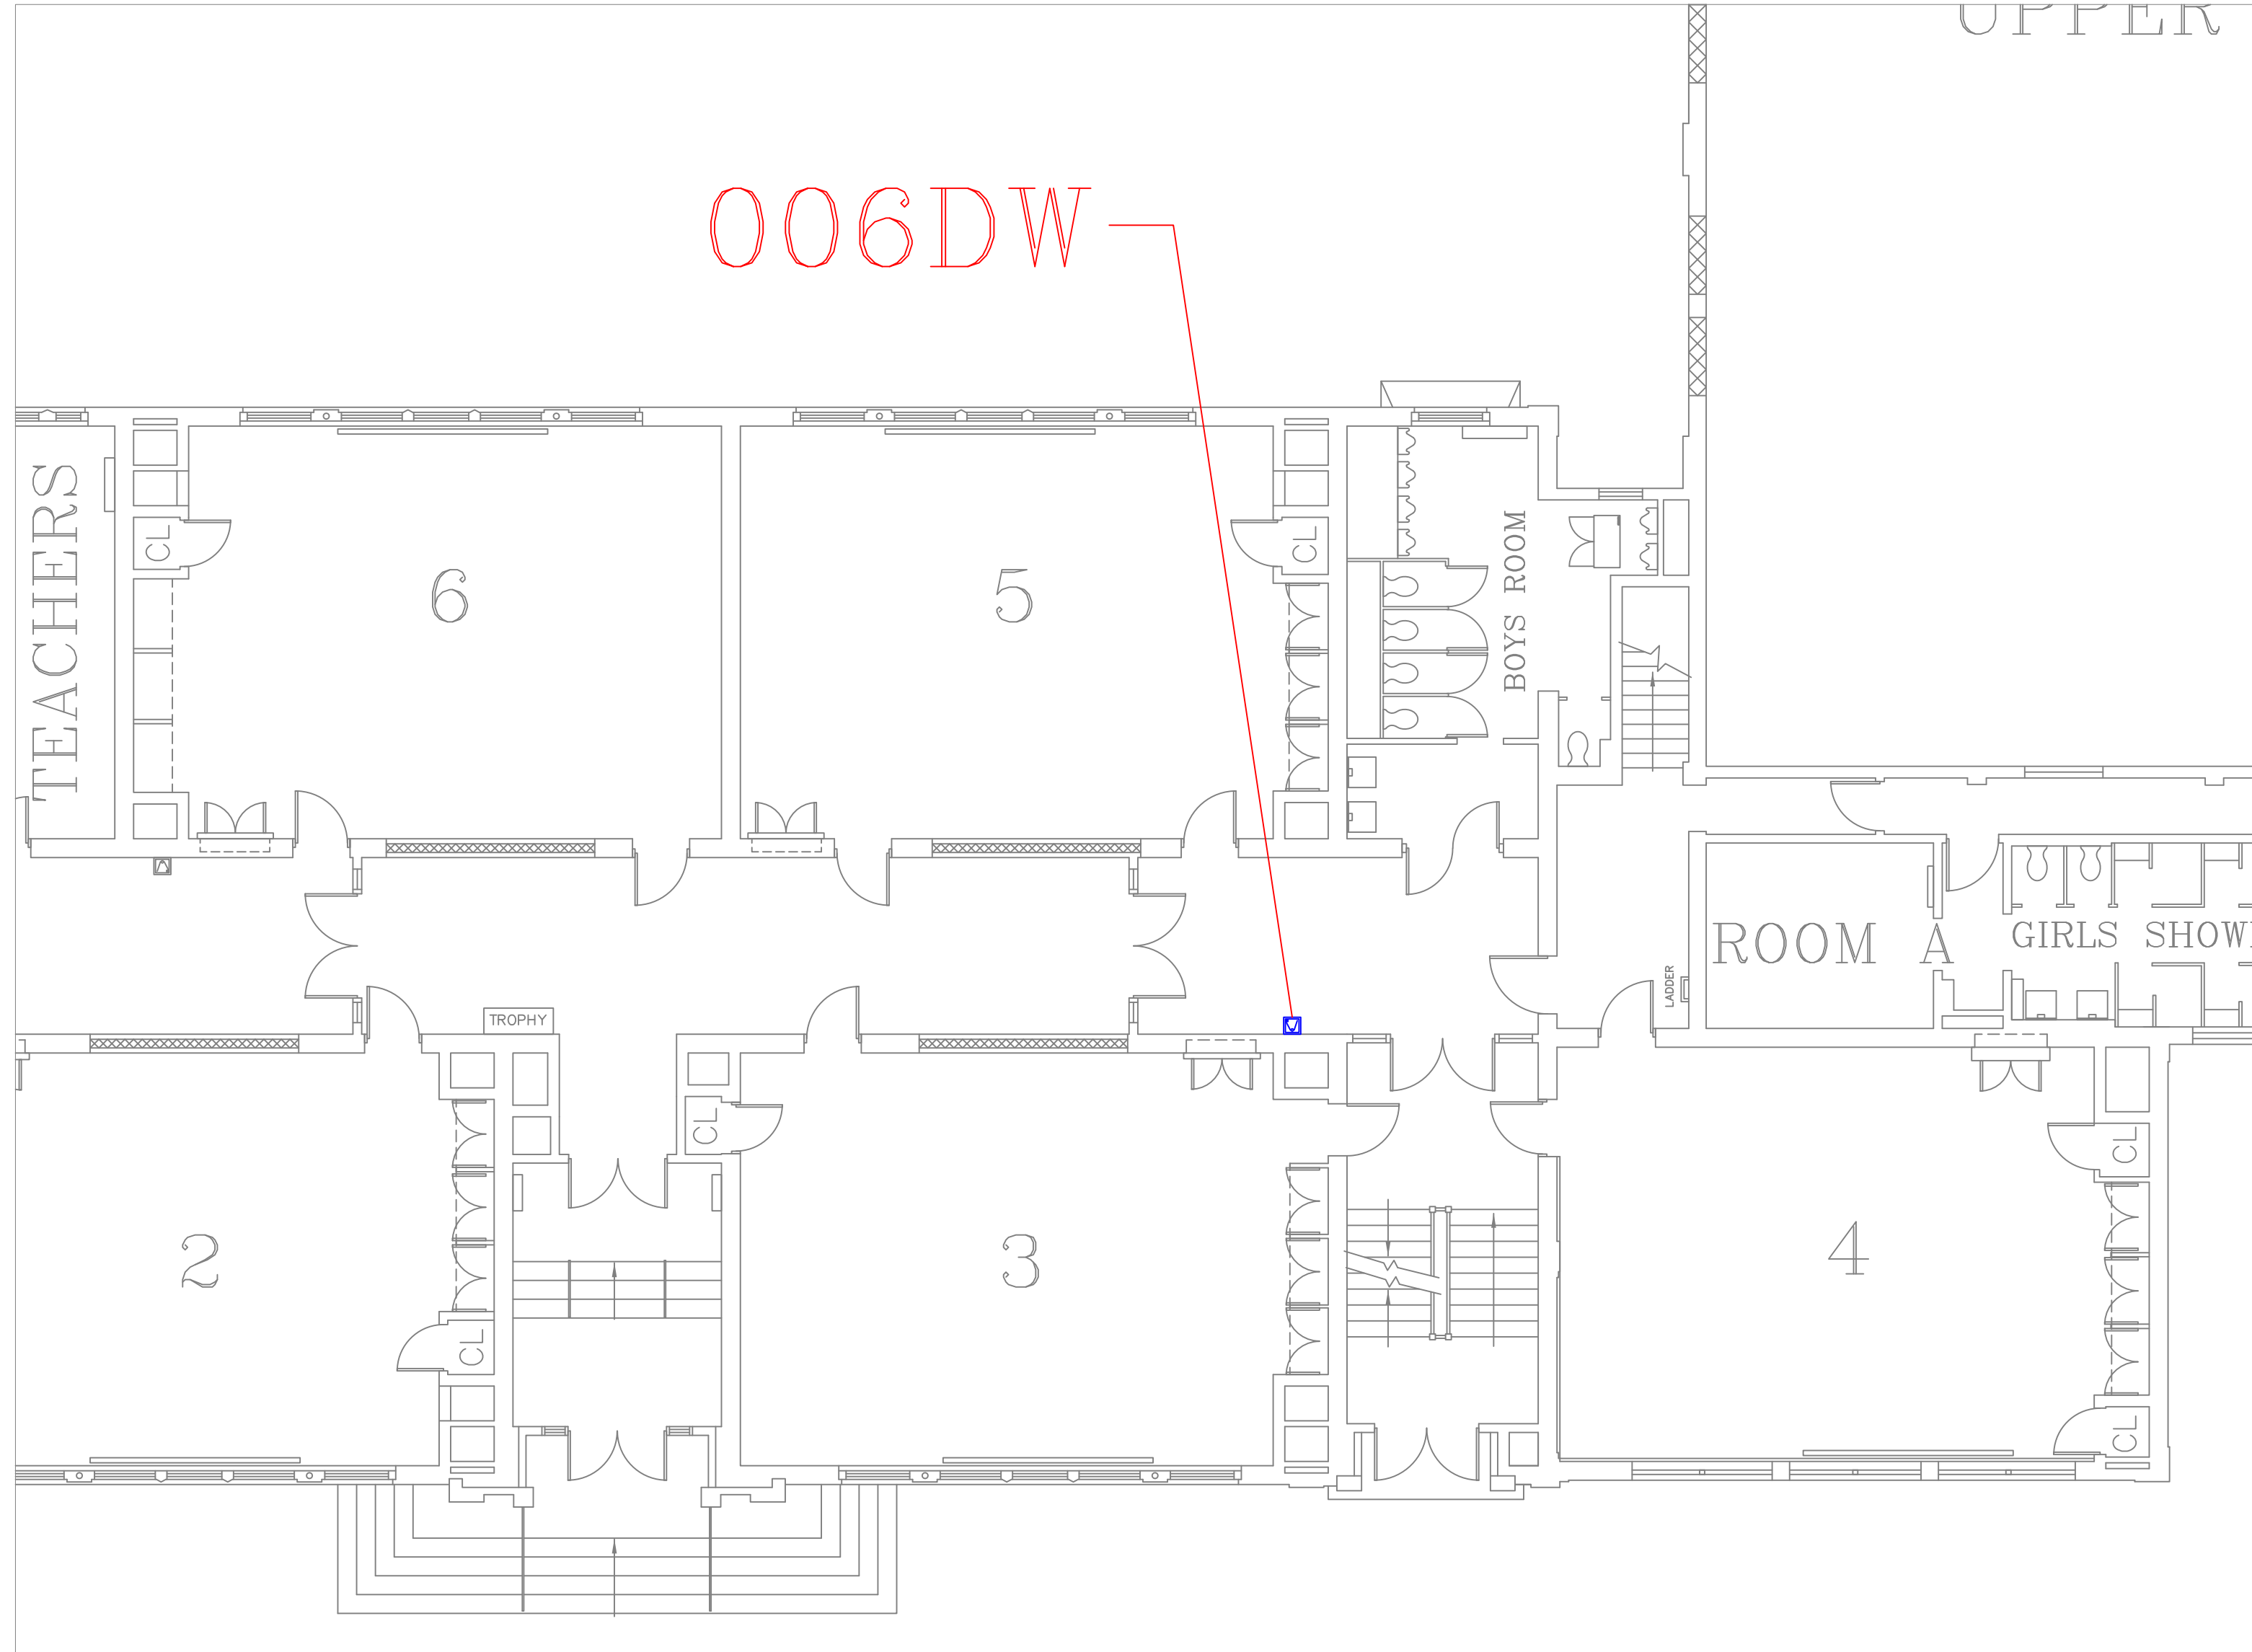 UPPER
006DW
TEACHERS
CL
CL
6
5
BOYS ROOM
ROOM A
GIRLS SHOW
LADDER
TROPHY
CL
CL
2
3
4
CL
CL